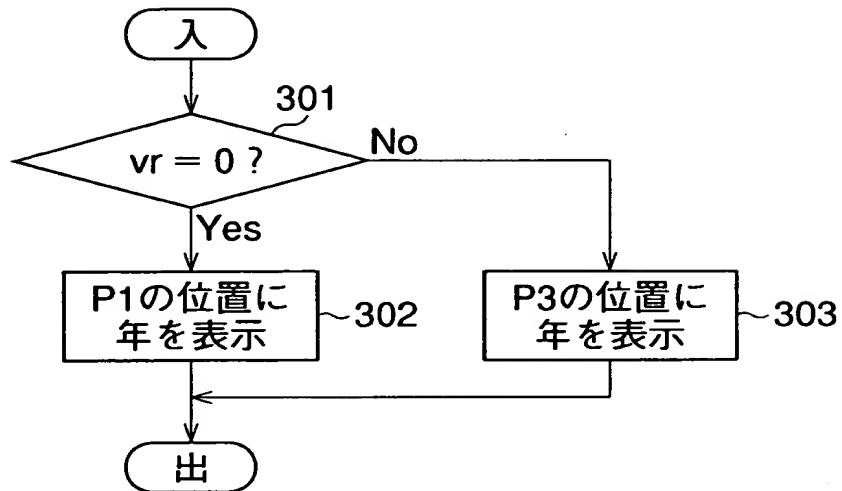 入
301
vr = 0 ?
No
Yes
P1の位置に
年を表示
302
P3の位置に
年を表示
303
出